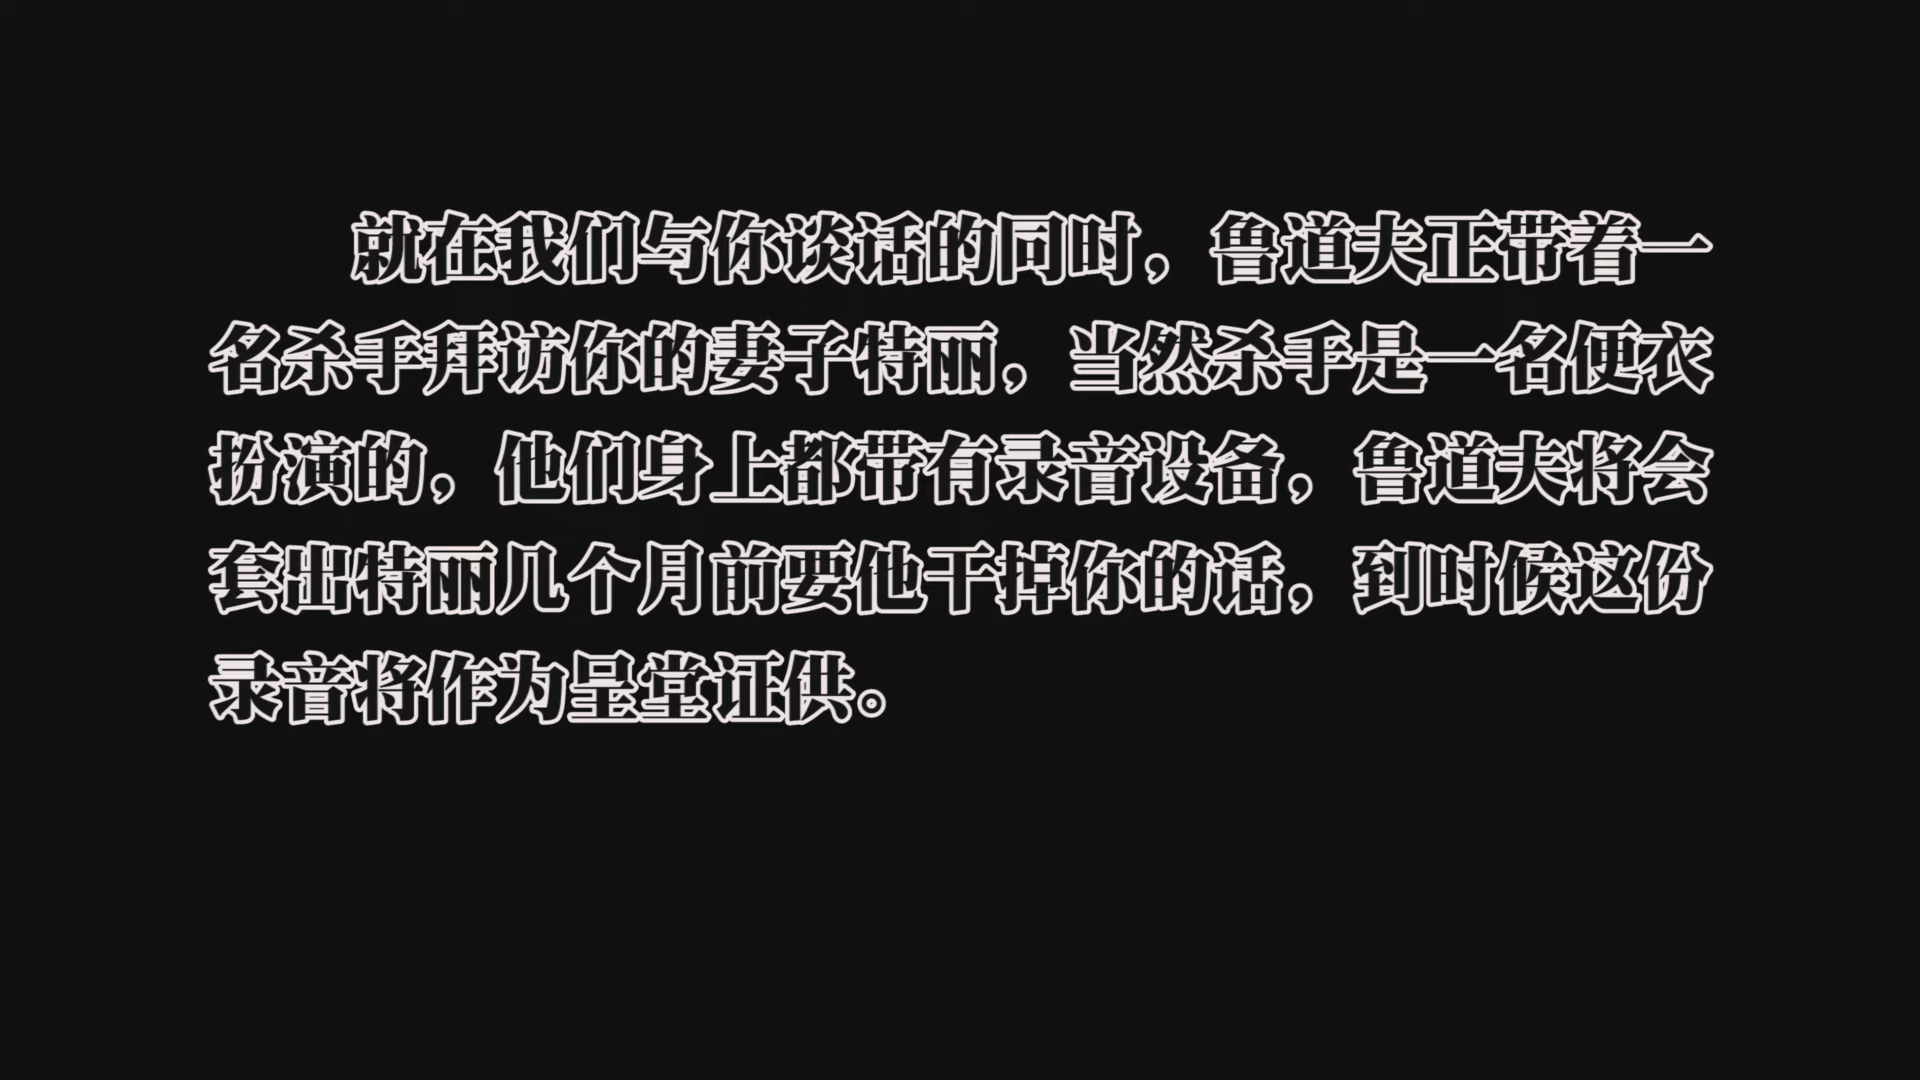 就在我们与你谈话的同时，鲁道夫正带着一
名杀手拜访你的妻子特丽，当然杀手是一名便衣
扮演的，他们身上都带有录音设备，鲁道夫将会
套出特丽几个月前要他干掉你的话，到时候这份
录音将作为呈堂证供。